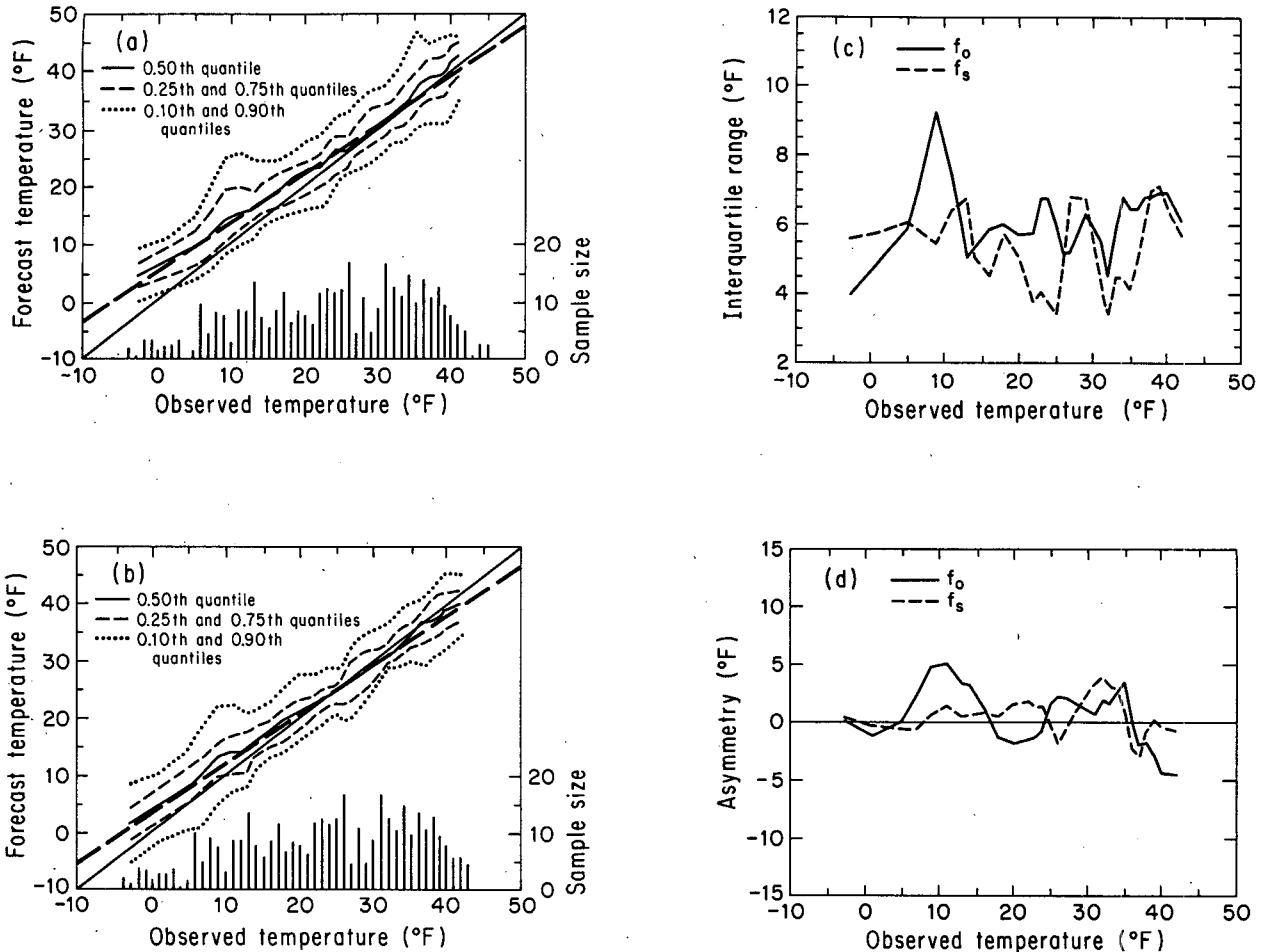 (a)
0.50th quantile
0.25th and 0.75th quantiles
0.10th and 0.90th
quantiles
Forecast temperature (°F)
50
40
30
20
10
0
-10
20
10
0
Sample size
-10 0 10 20 30 40 50
Observed temperature (°F)
(c)
fo
fs
Interquartile range (°F)
12
10
8
6
4
2
-10 0 10 20 30 40 50
Observed temperature (°F)
(b)
0.50th quantile
0.25th and 0.75th quantiles
0.10th and 0.90th
quantiles
Forecast temperature (°F)
50
40
30
20
10
0
-10
20
10
0
Sample size
-10 0 10 20 30 40 50
Observed temperature (°F)
(d)
fo
fs
Asymmetry (°F)
15
10
5
0
-5
-10
-15
-10 0 10 20 30 40 50
Observed temperature (°F)